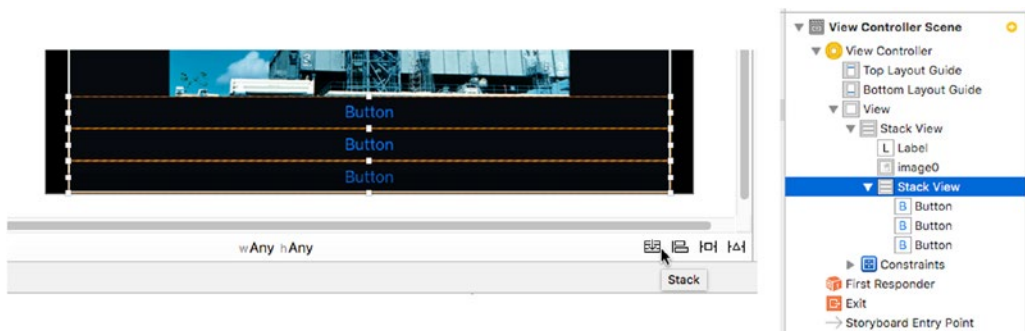 Button
Button
Button
wAny hAny
Stack
View Controller Scene
View Controller
Top Layout Guide
Bottom Layout Guide
View
Stack View
L Label
image0
Stack View
B Button
B Button
B Button
Constraints
First Responder
Exit
Storyboard Entry Point